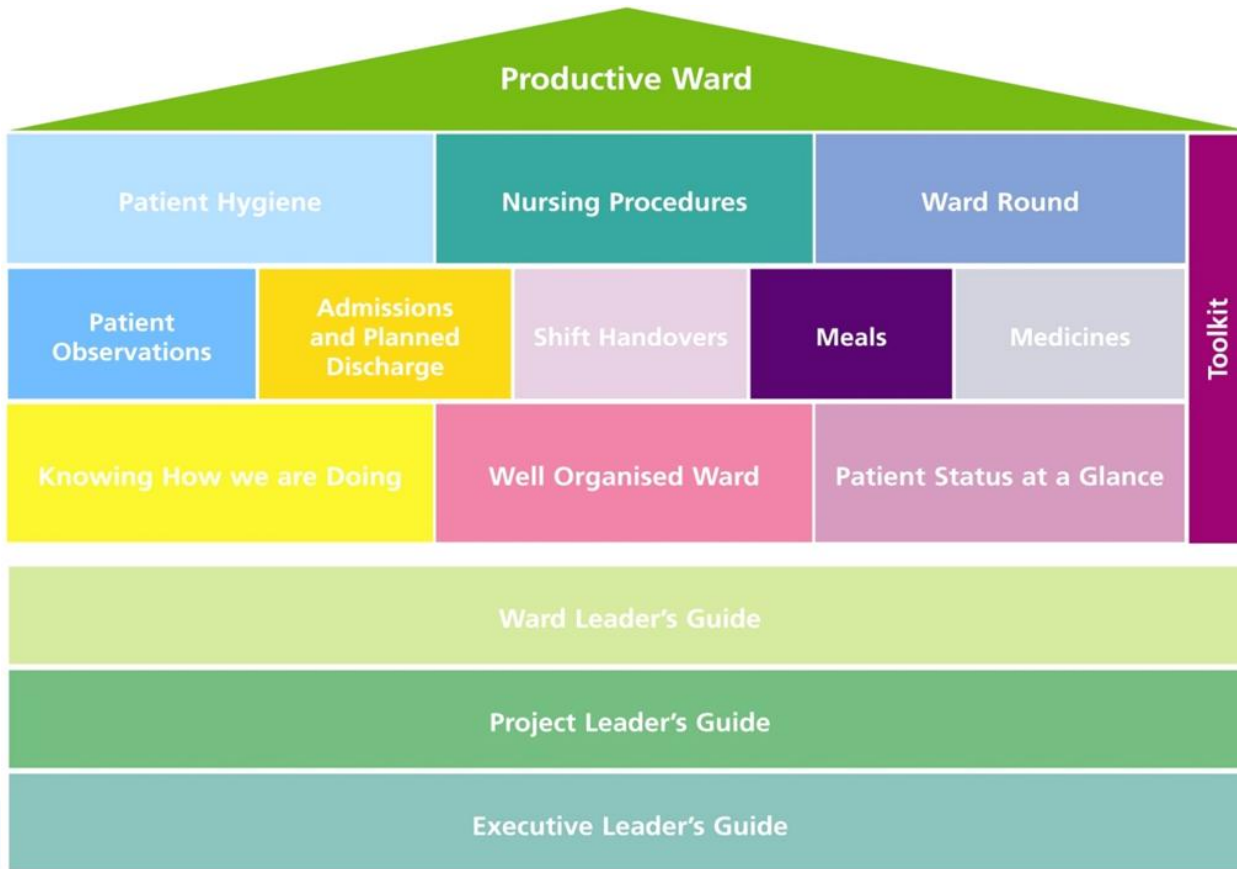 Productive Ward
Patient Hygiene
Nursing Procedures
Ward Round
Patient
Observations
Admissions
and Planned
Discharge
Shift Handovers
Meals
Medicines
Toolkit
Knowing How we are Doing
Well Organised Ward
Patient Status at a Glance
Ward Leader’s Guide
Project Leader’s Guide
Executive Leader’s Guide